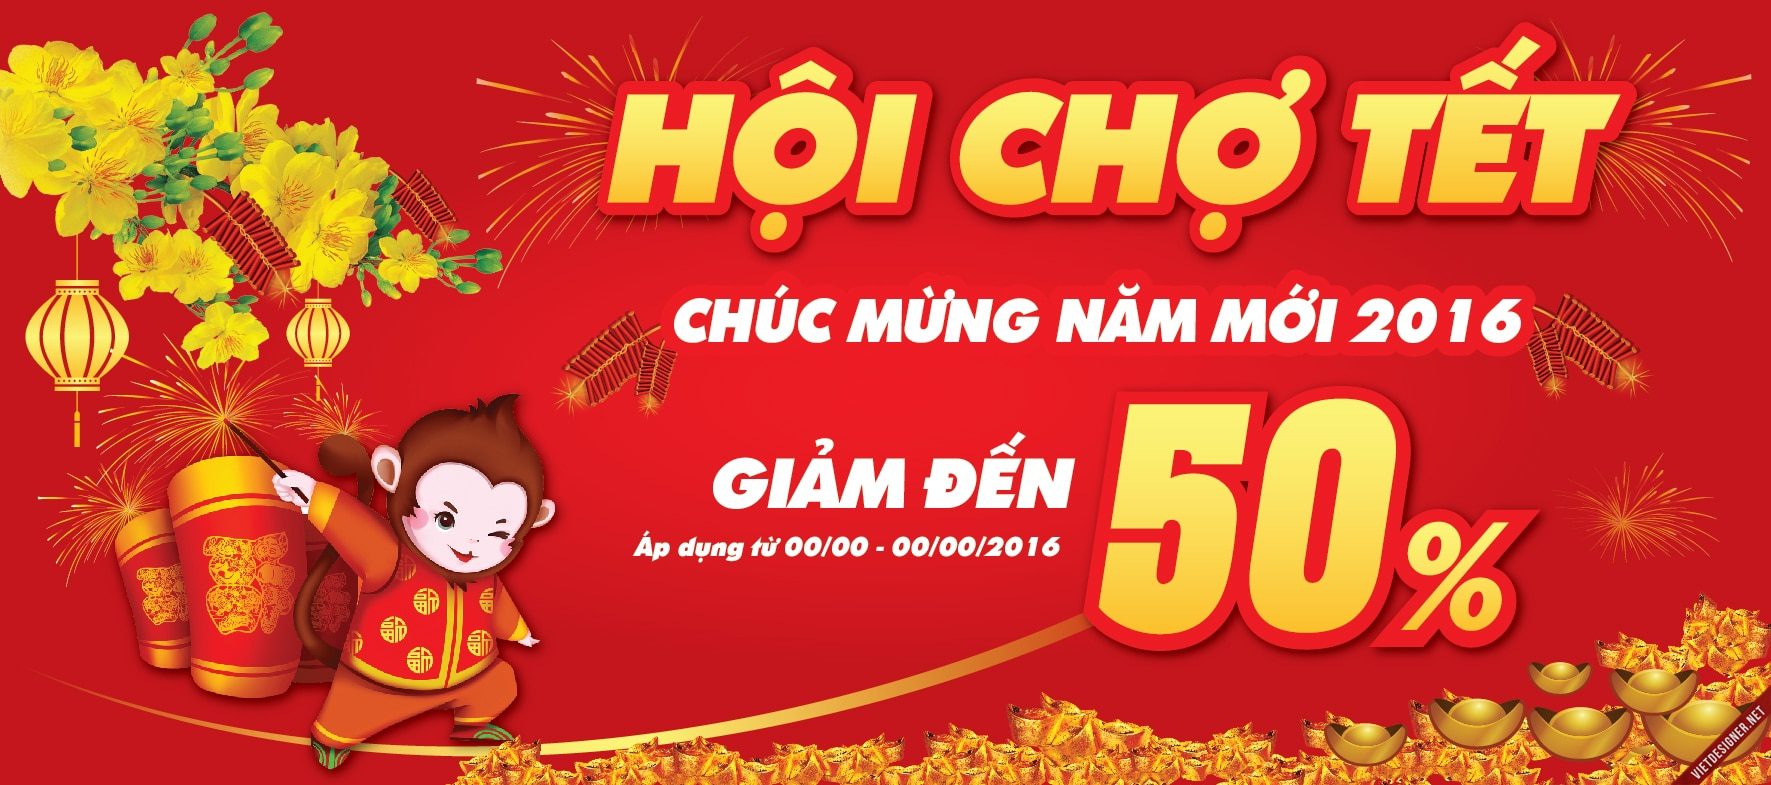 HỘI CHỢ TẾT
CHÚC MỪNG NĂM MỚI 2016
GIẢM ĐẾN
50%
Áp dụng từ 00/00 - 00/00/2016
VIETDESIGNER.NET